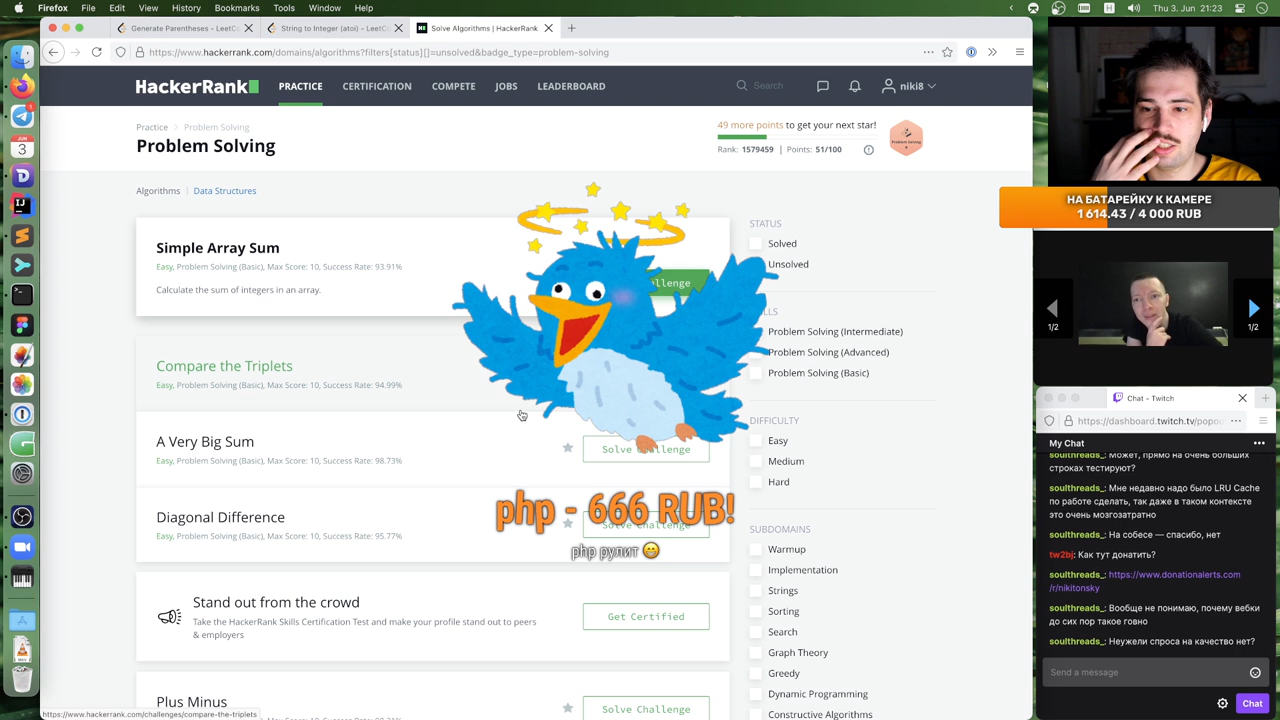 Firefox File Edit View History Bookmarks Tools Window Help
Generate Parentheses - LeetCo
String to Integer (atoi) - LeetC
Solve Algorithms | HackerRank
https://www.hackerrank.com/domains/algorithms?filters[status][]=unsolved&badge_type=problem-solving
HackerRank
PRACTICE CERTIFICATION COMPETE JOBS LEADERBOARD
Search
niki8
Practice > Problem Solving
Problem Solving
49 more points to get your next star!
Rank: 1579459 | Points: 51/100
Problem Solving
Algorithms | Data Structures
Simple Array Sum
Easy, Problem Solving (Basic), Max Score: 10, Success Rate: 93.91%
Calculate the sum of integers in an array.
llenge
Compare the Triplets
Easy, Problem Solving (Basic), Max Score: 10, Success Rate: 94.99%
A Very Big Sum
Easy, Problem Solving (Basic), Max Score: 10, Success Rate: 98.73%
Solve Challenge
Diagonal Difference
Easy, Problem Solving (Basic), Max Score: 10, Success Rate: 95.77%
Solve Challenge
php - 666 RUB!
php рулит
Stand out from the crowd
Take the HackerRank Skills Certification Test and make your profile stand out to peers
& employers
Get Certified
Plus Minus
Solve Challenge
https://www.hackerrank.com/challenges/compare-the-triplets
STATUS
Solved
Unsolved
LLS
Problem Solving (Intermediate)
Problem Solving (Advanced)
Problem Solving (Basic)
DIFFICULTY
Easy
Medium
Hard
SUBDOMAINS
Warmup
Implementation
Strings
Sorting
Search
Graph Theory
Greedy
Dynamic Programming
Constructive Algorithms
JUN
3
НА БАТАРЕЙКУ К КАМЕРЕ
1 614.43 / 4 000 RUB
1/2
1/2
Chat - Twitch
https://dashboard.twitch.tv/popou
My Chat
soulthreads_: Может, прямо на очень больших
строках тестируют?
soulthreads_: Мне недавно надо было LRU Cache
по работе сделать, так даже в таком контексте
это очень мозгозатратно
soulthreads_: На собесе — спасибо, нет
tw2bj: Как тут донатить?
soulthreads_: https://www.donationalerts.com
/r/nikitonsky
soulthreads_: Вообще не понимаю, почему вебки
до сих пор такое говно
soulthreads_: Неужели спроса на качество нет?
Send a message
Chat